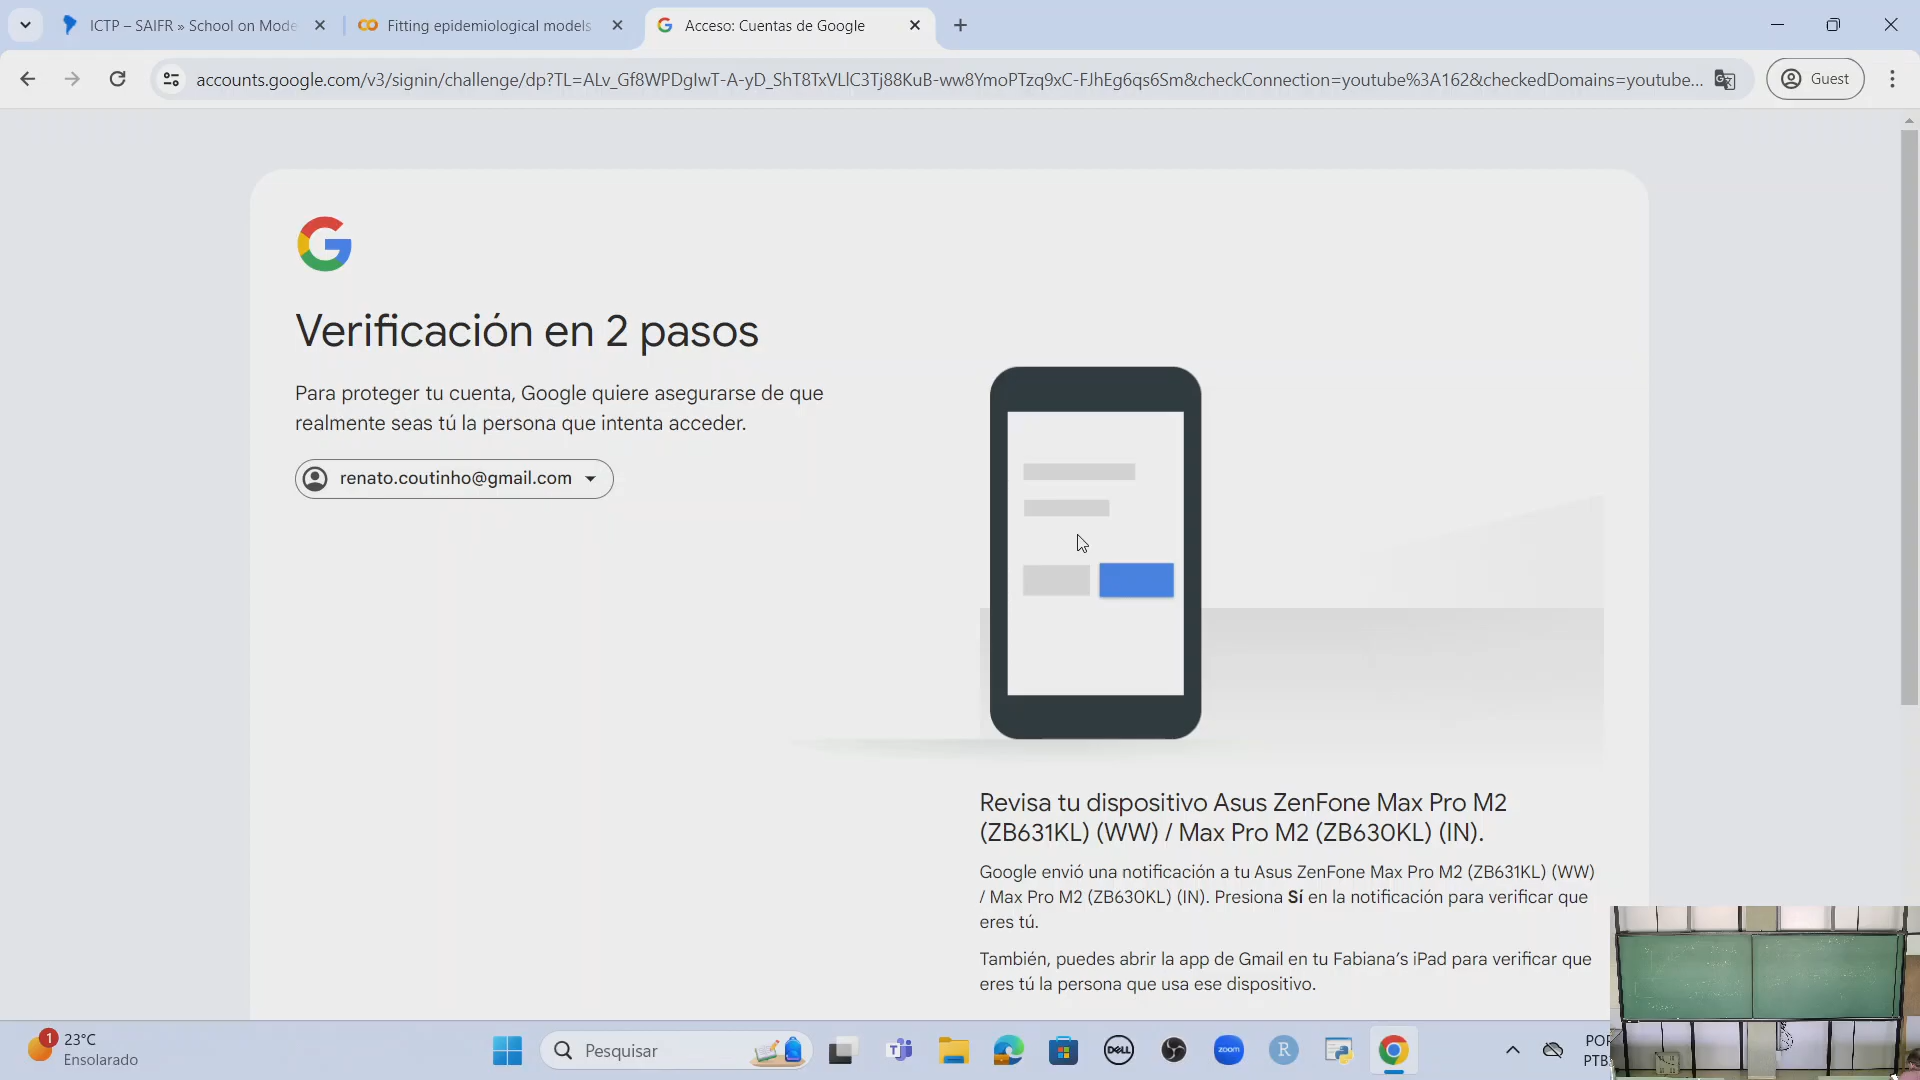 ICTP – SAIFR » School on Mode
Fitting epidemiological models
Acceso: Cuentas de Google
accounts.google.com/v3/signin/challenge/dp?TL=ALv_Gf8WPDgIwT-A-yD_ShT8TxVLlC3Tj88KuB-ww8YmoPTzq9xC-FJhEg6qs6Sm&checkConnection=youtube%3A162&checkedDomains=youtube...
Guest
Verificación en 2 pasos
Para proteger tu cuenta, Google quiere asegurarse de que
realmente seas tú la persona que intenta acceder.
renato.coutinho@gmail.com
Revisa tu dispositivo Asus ZenFone Max Pro M2
(ZB631KL) (WW) / Max Pro M2 (ZB630KL) (IN).
Google envió una notificación a tu Asus ZenFone Max Pro M2 (ZB631KL) (WW)
/ Max Pro M2 (ZB630KL) (IN). Presiona Sí en la notificación para verificar que
eres tú.
También, puedes abrir la app de Gmail en tu Fabiana's iPad para verificar que
eres tú la persona que usa ese dispositivo.
1
23°C
Ensolarado
Pesquisar
DELL
zoom
R
POR
PTB